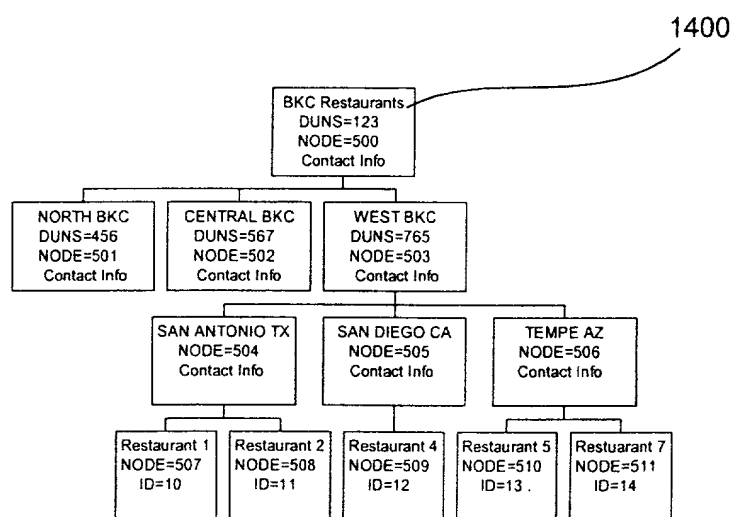 1400
BKC Restaurants
DUNS=123
NODE=500
Contact Info
NORTH BKC
DUNS=456
NODE=501
Contact Info
CENTRAL BKC
DUNS=567
NODE=502
Contact Info
WEST BKC
DUNS=765
NODE=503
Contact Info
SAN ANTONIO TX
NODE=504
Contact Info
SAN DIEGO CA
NODE=505
Contact Info
TEMPE AZ
NODE=506
Contact Info
Restaurant 1
NODE=507
ID=10
Restaurant 2
NODE=508
ID=11
Restaurant 4
NODE=509
ID=12
Restaurant 5
NODE=510
ID=13 .
Restuarant 7
NODE=511
ID=14